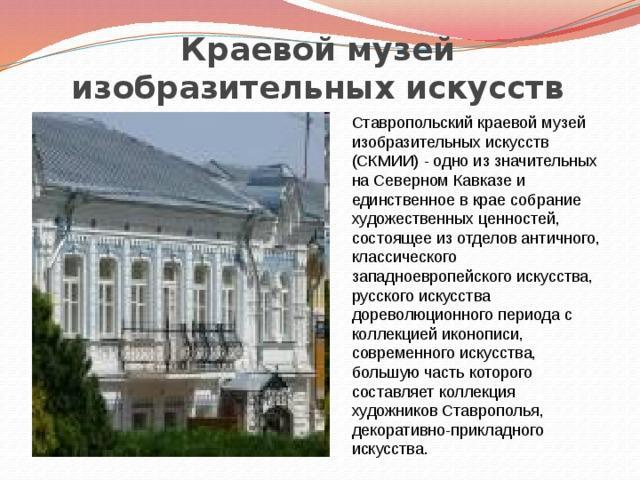 Краевой музей
изобразительных искусств
Ставропольский краевой музей
изобразительных искусств
(СКМИИ) - одно из значительных
на Северном Кавказе и
единственное в крае собрание
художественных ценностей,
состоящее из отделов античного,
классического
западноевропейского искусства,
русского искусства
дореволюционного периода с
коллекцией иконописи,
современного искусства,
большую часть которого
составляет коллекция
художников Ставрополья,
декоративно-прикладного
искусства.